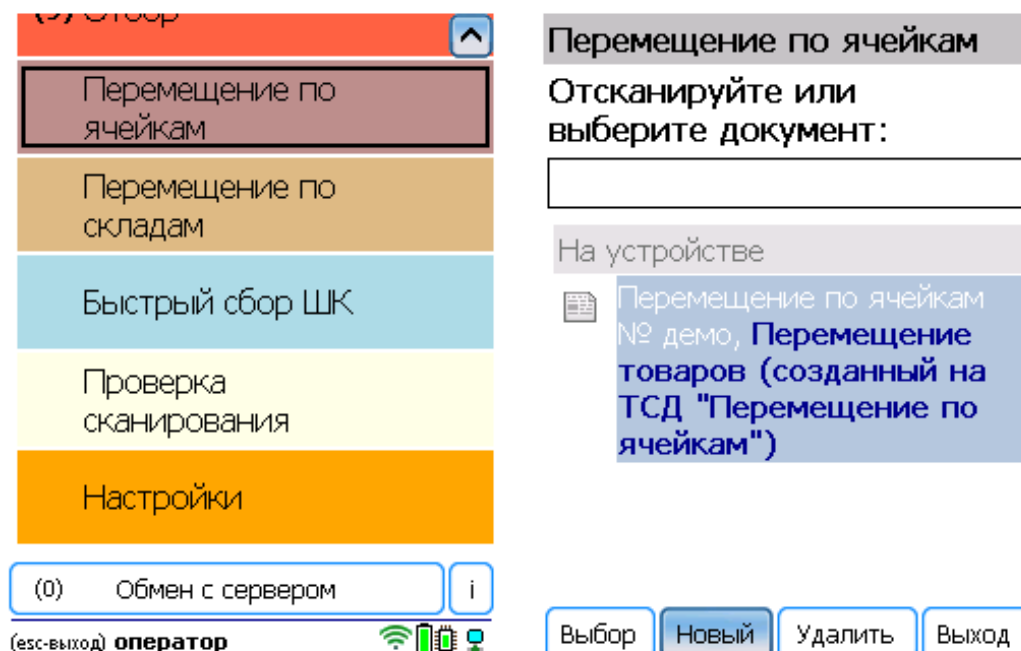 (9) Отбор
Перемещение по
ячейкам
Перемещение по
складам
Быстрый сбор ШК
Проверка
сканирования
Настройки
(0) Обмен с сервером i
(esc-выход) оператор
Перемещение по ячейкам
Отсканируйте или
выберите документ:
На устройстве
Перемещение по ячейкам
№ демо, Перемещение
товаров (созданный на
ТСД "Перемещение по
ячейкам")
Выбор Новый Удалить Выход